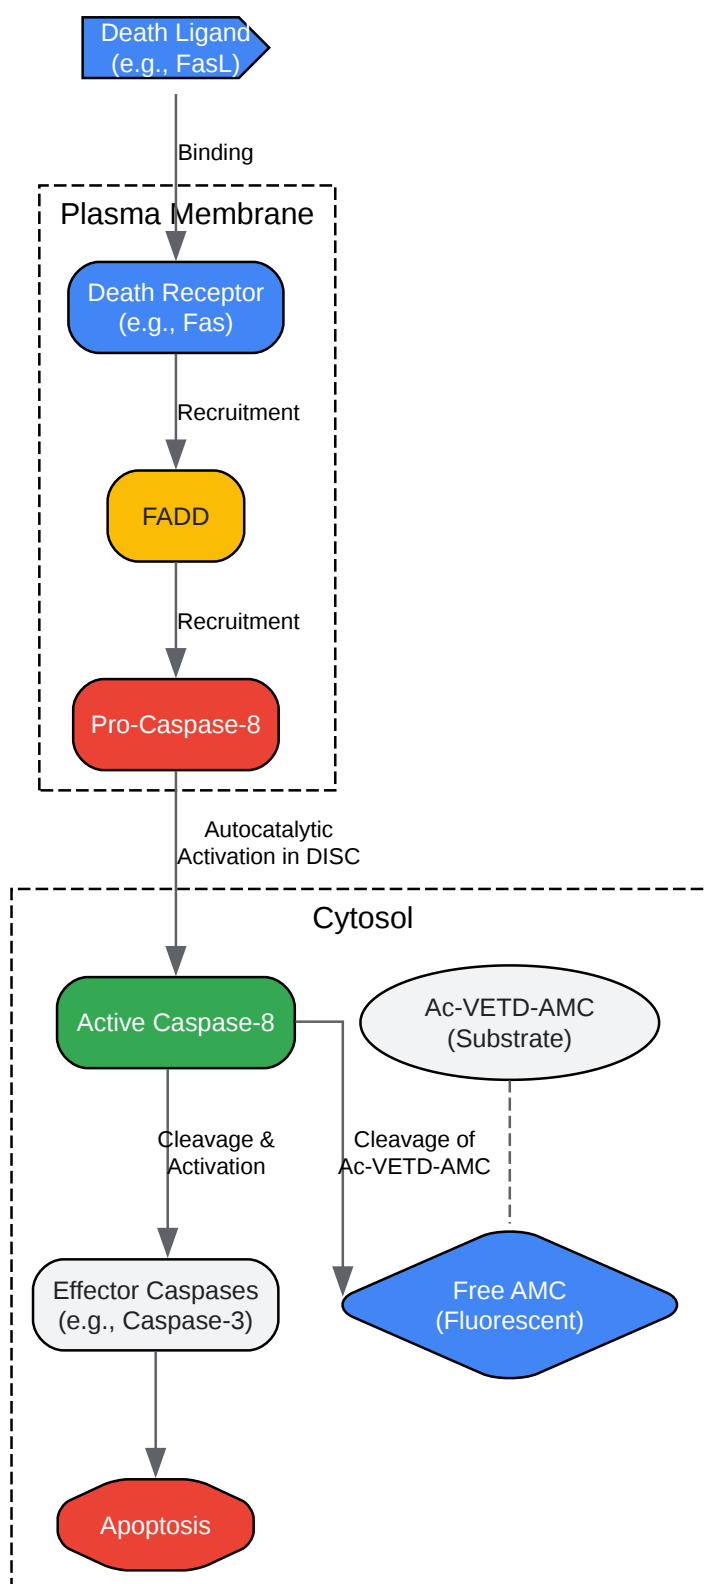 Death Ligand
(e.g., FasL)
Binding
Plasma Membrane
Death Receptor
(e.g., Fas)
Recruitment
FADD
Recruitment
Pro-Caspase-8
Autocatalytic
Activation in DISC
Cytosol
Active Caspase-8
Ac-VETD-AMC
(Substrate)
Cleavage &
Activation
Cleavage of
Ac-VETD-AMC
Effector Caspases
(e.g., Caspase-3)
Free AMC
(Fluorescent)
Apoptosis